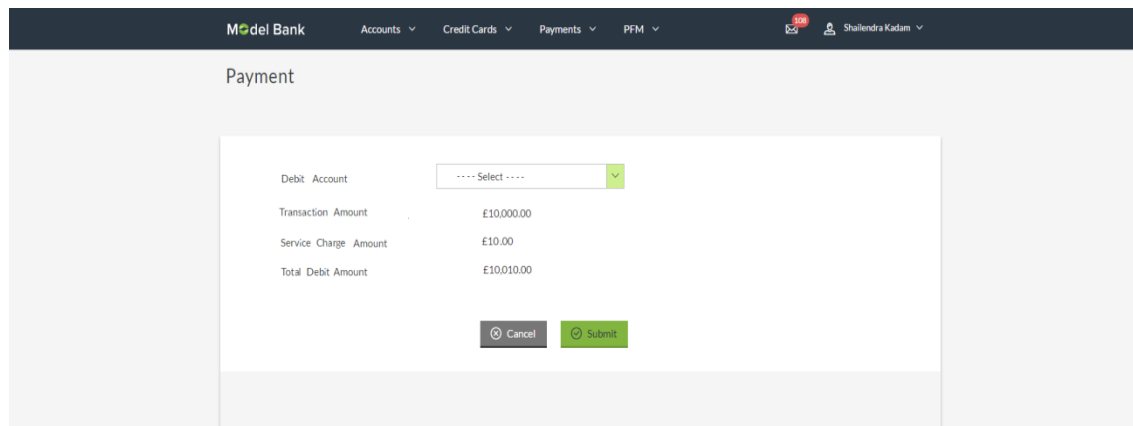 Model Bank Accounts Credit Cards Payments PFM 108 Shailendra Kadam
Payment
Debit Account ---- Select ----
Transaction Amount £10,000.00
Service Charge Amount £10.00
Total Debit Amount £10,010.00
Cancel Submit